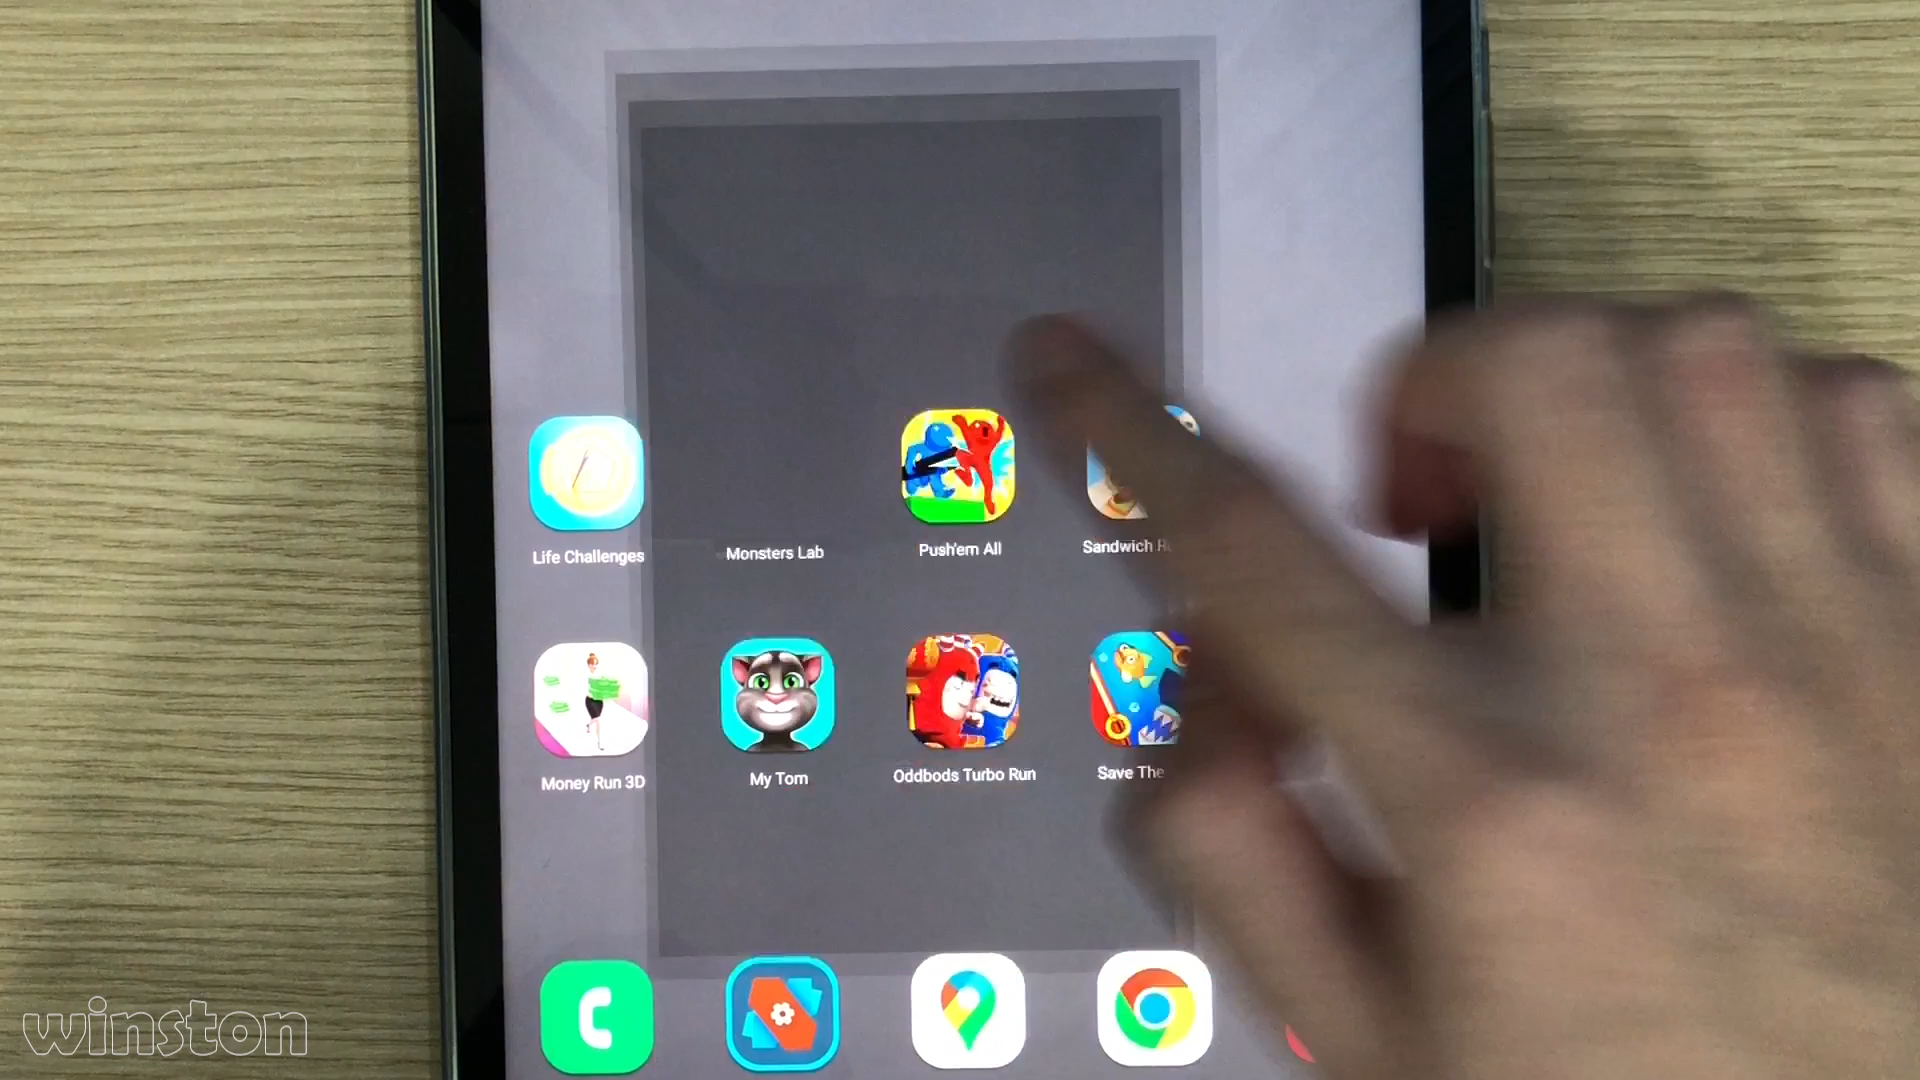 Life Challenges
Monsters Lab
Push'em All
Sandwich
Money Run 3D
My Tom
Oddbods Turbo Run
Save The
winston